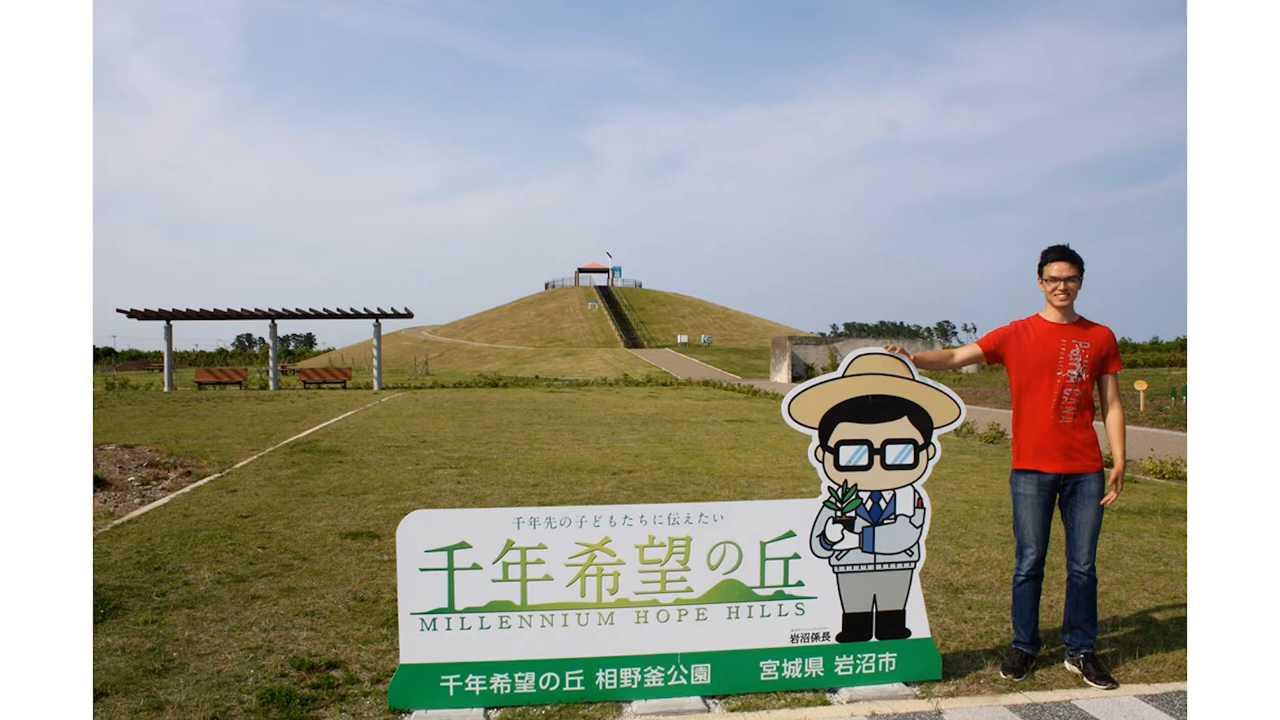 千年先の子どもたちに伝えたい
千年希望の丘
MILLENNIUM HOPE HILLS
岩沼係長
千年希望の丘 相野釜公園 宮城県 岩沼市